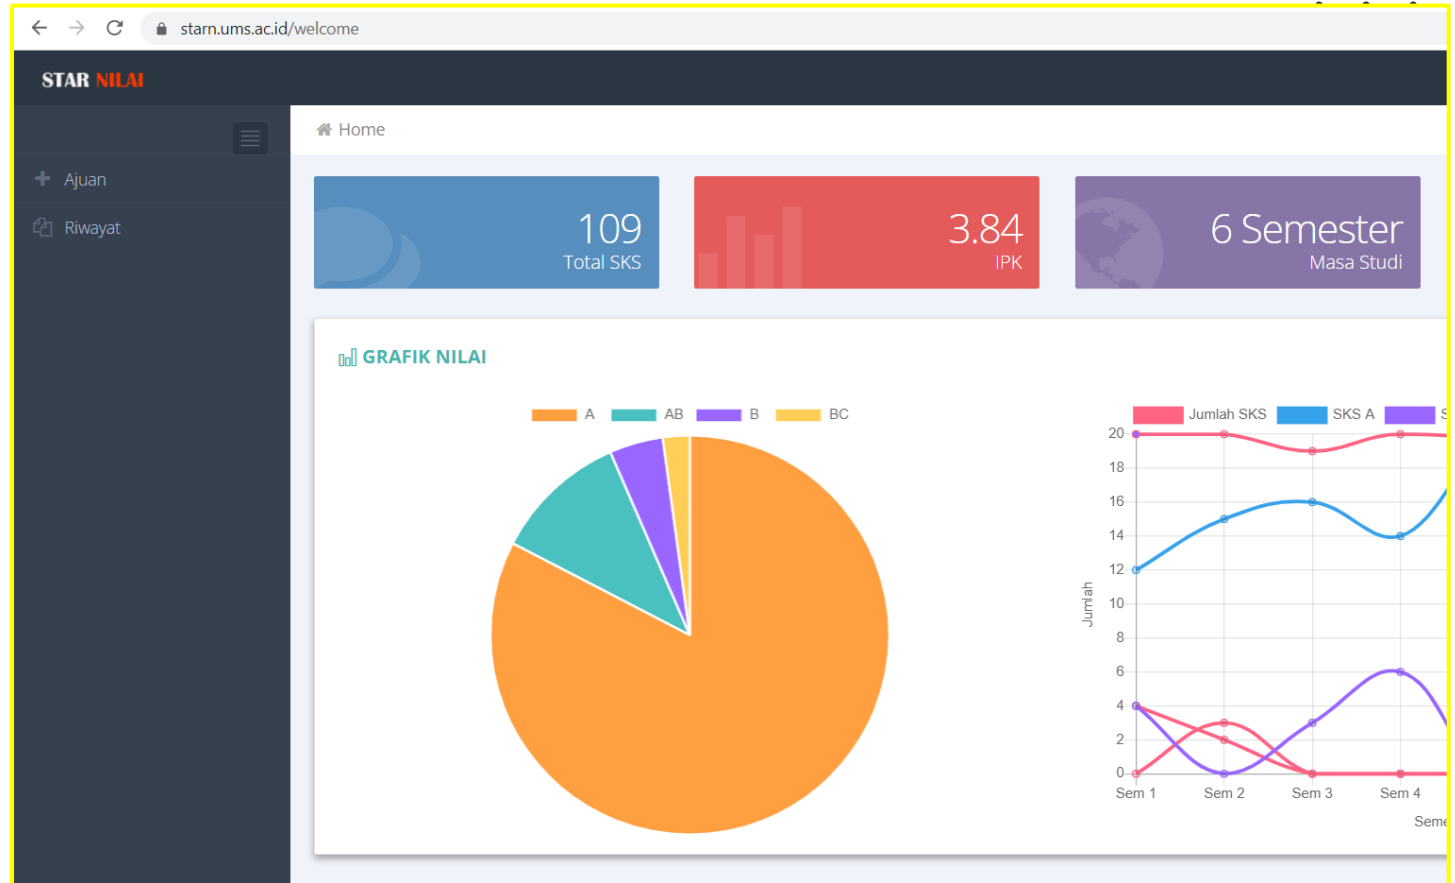 starn.ums.ac.id/welcome
STAR NILAI
Home
Ajuan
Riwayat
109
Total SKS
3.84
IPK
6 Semester
Masa Studi
GRAFIK NILAI
A AB B BC
Jumlah SKS SKS A S
20
18
16
14
12
10
8
6
4
2
0
Jumlah
Sem 1 Sem 2 Sem 3 Sem 4
Seme